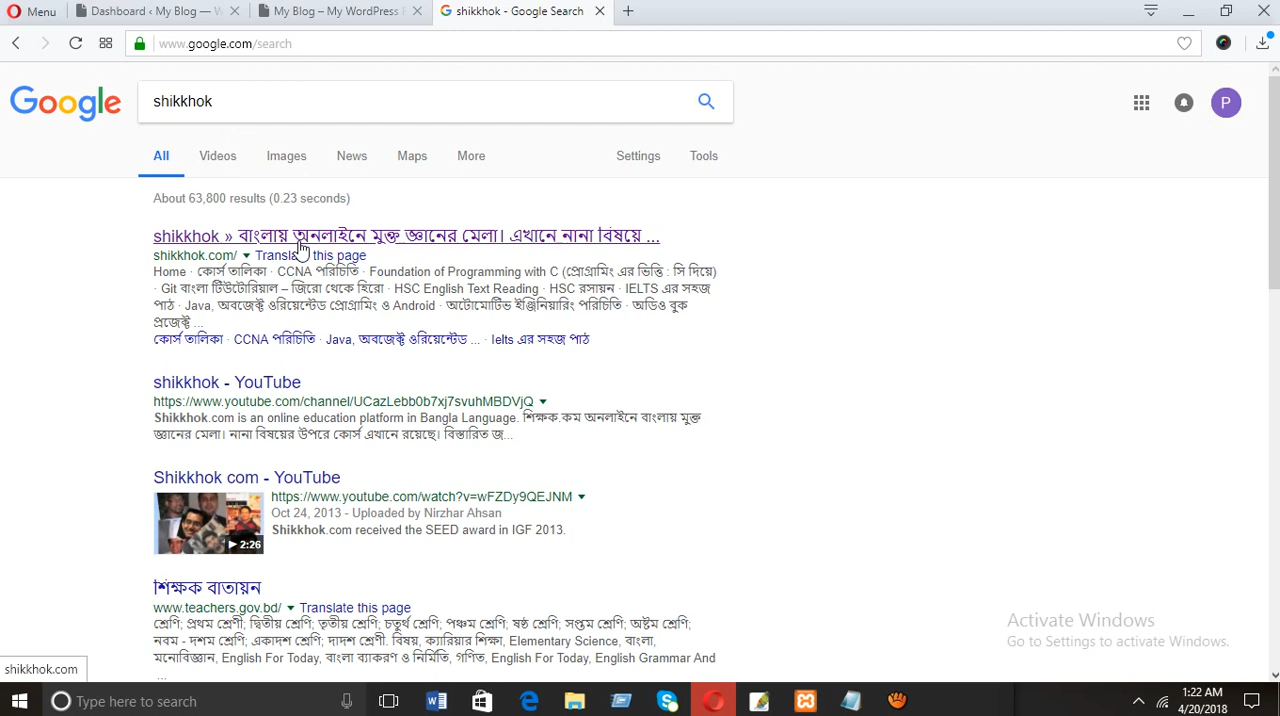 Menu
Dashboard ‹ My Blog — W
My Blog – My WordPress
shikkhok - Google Search
www.google.com/search
Google
shikkhok
P
All Videos Images News Maps More Settings Tools
About 63,800 results (0.23 seconds)
shikkhok » বাংলায় অনলাইনে মুক্ত জ্ঞানের মেলা। এখানে নানা বিষয়ে ...
shikkhok.com/ Translate this page
Home · কোর্স তালিকা · CCNA পরিচিতি · Foundation of Programming with C (প্রোগ্রামিং এর ভিত্তি : সি দিয়ে)
· Git বাংলা টিউটোরিয়াল – জিরো থেকে হিরো · HSC English Text Reading · HSC রসায়ন · IELTS এর সহজ
পাঠ · Java, অবজেক্ট ওরিয়েন্টেড প্রোগ্রামিং ও Android · অটোমোটিভ ইঞ্জিনিয়ারিং পরিচিতি · অডিও বুক
প্রজেক্ট ...
কোর্স তালিকা · CCNA পরিচিতি · Java, অবজেক্ট ওরিয়েন্টেড ... · Ielts এর সহজ পাঠ
shikkhok - YouTube
https://www.youtube.com/channel/UCazLebb0b7xj7svuhMBDVjQ
Shikkhok.com is an online education platform in Bangla Language. শিক্ষক.কম অনলাইনে বাংলায় মুক্ত
জ্ঞানের মেলা। নানা বিষয়ের উপরে কোর্স এখানে রয়েছে। বিস্তারিত জ...
Shikkhok com - YouTube
https://www.youtube.com/watch?v=wFZDy9QEJNM
Oct 24, 2013 - Uploaded by Nirzhar Ahsan
Shikkhok.com received the SEED award in IGF 2013.
2:26
শিক্ষক বাতায়ন
www.teachers.gov.bd/ Translate this page
শ্রেণি; প্রথম শ্রেণী; দ্বিতীয় শ্রেণি; তৃতীয় শ্রেণি; চতুর্থ শ্রেণি; পঞ্চম শ্রেণি; ষষ্ঠ শ্রেণি; সপ্তম শ্রেণি; অষ্টম শ্রেণি;
নবম - দশম শ্রেণি; একাদশ শ্রেণি; দ্বাদশ শ্রেণী. বিষয়, ক্যারিয়ার শিক্ষা, Elementary Science, বাংলা,
মনোবিজ্ঞান, English For Today, বাংলা ব্যাকরণ ও নির্মিতি, গণিত, English For Today, English Grammar And
...
Activate Windows
Go to Settings to activate Windows.
shikkhok.com
Type here to search
1:22 AM
4/20/2018